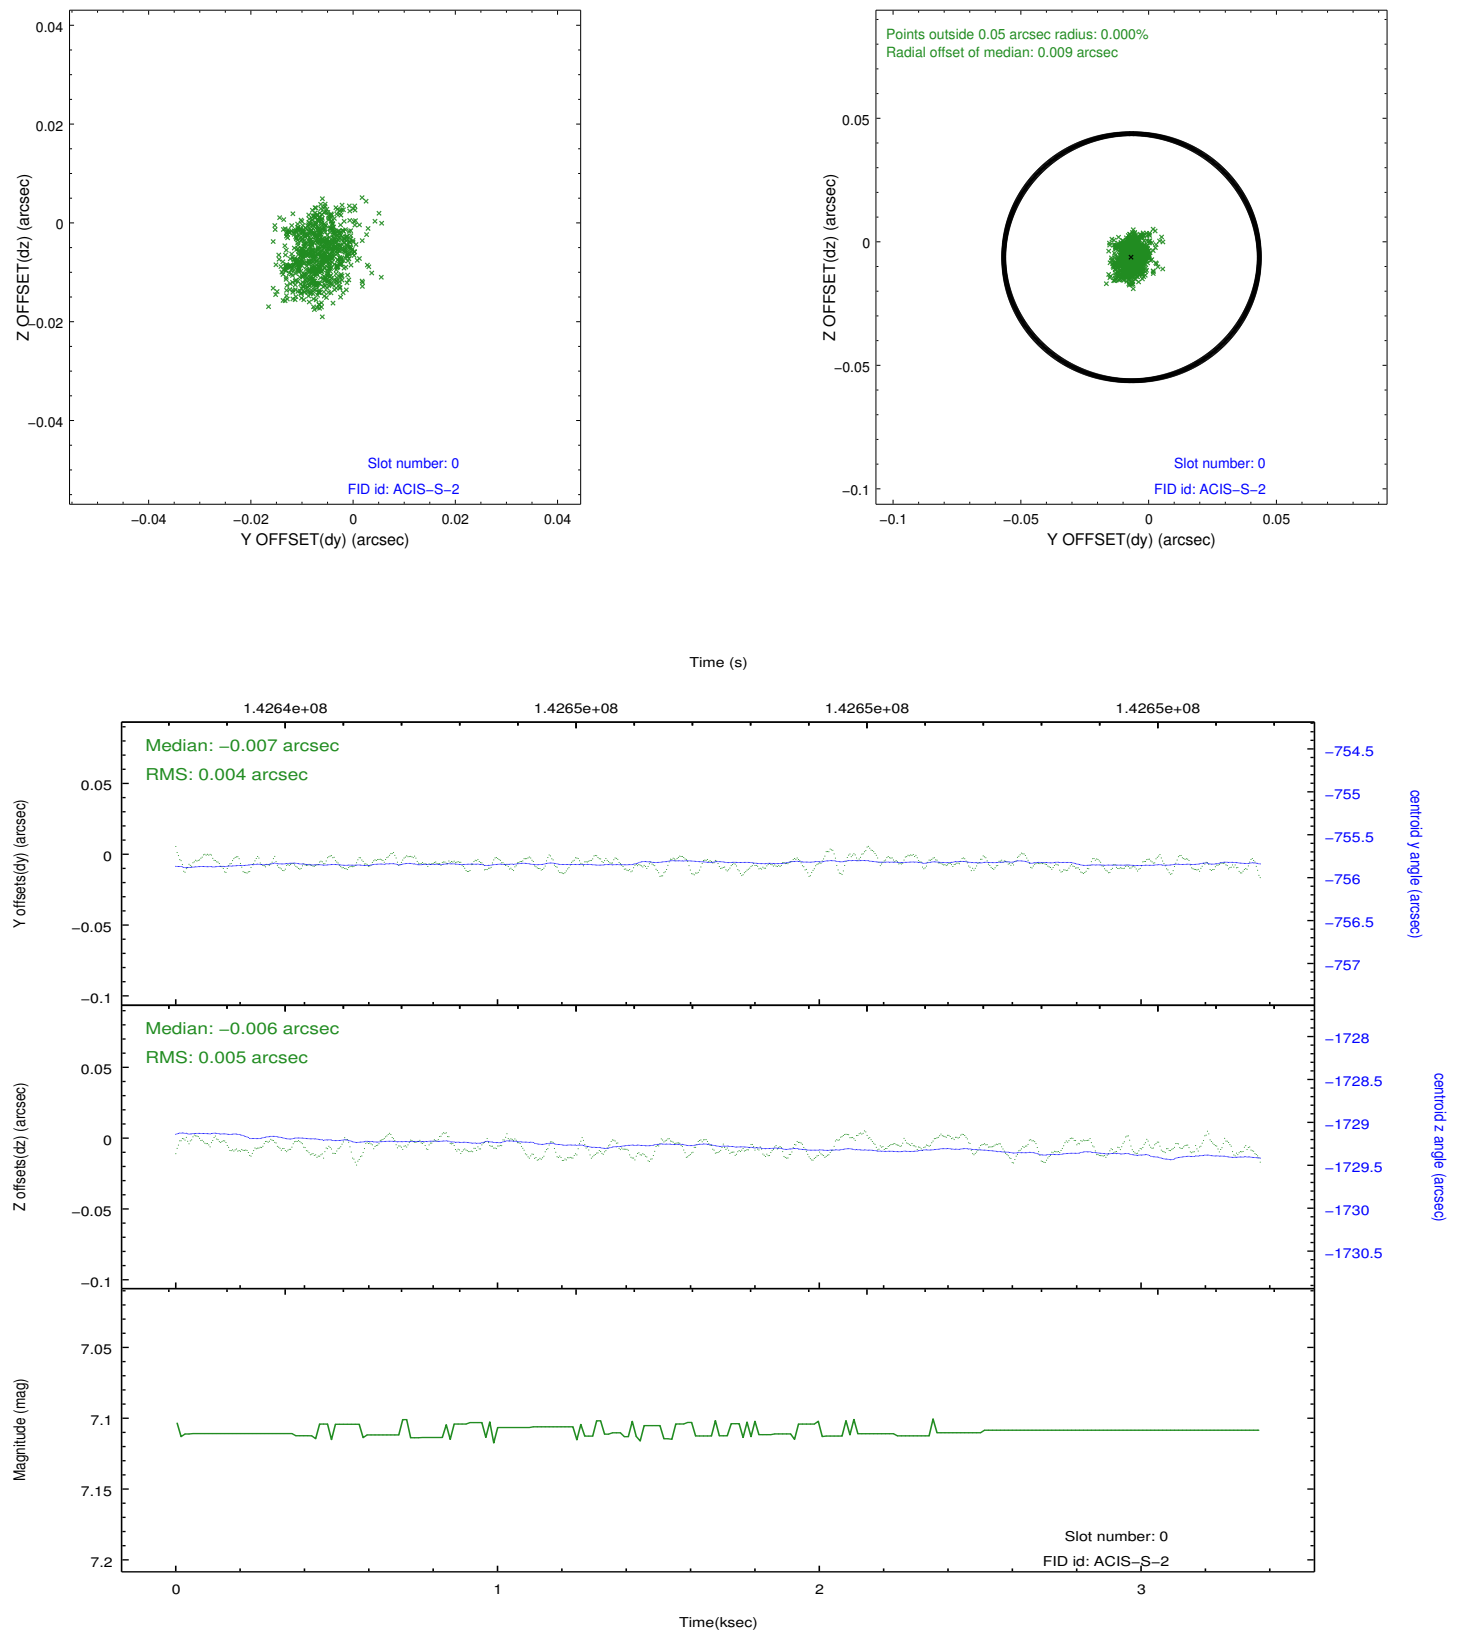 0.04
0.02
0
−0.02
−0.04
Z OFFSET(dz) (arcsec)
Slot number: 0
FID id: ACIS−S−2
−0.04
−0.02
0
0.02
0.04
Y OFFSET(dy) (arcsec)
Points outside 0.05 arcsec radius: 0.000%
Radial offset of median: 0.009 arcsec
0.05
0
−0.05
−0.1
Z OFFSET(dz) (arcsec)
Slot number: 0
FID id: ACIS−S−2
−0.1
−0.05
0
0.05
Y OFFSET(dy) (arcsec)
Time (s)
1.4264e+08
1.4265e+08
1.4265e+08
1.4265e+08
Median: −0.007 arcsec
RMS: 0.004 arcsec
0.05
0
−0.05
−0.1
Y offsets(dy) (arcsec)
−754.5
−755
−755.5
−756
−756.5
−757
centroid y angle (arcsec)
Median: −0.006 arcsec
RMS: 0.005 arcsec
0.05
0
−0.05
−0.1
Z offsets(dz) (arcsec)
−1728
−1728.5
−1729
−1729.5
−1730
−1730.5
centroid z angle (arcsec)
7.05
7.1
7.15
7.2
Magnitude (mag)
Slot number: 0
FID id: ACIS−S−2
0
1
2
3
Time(ksec)